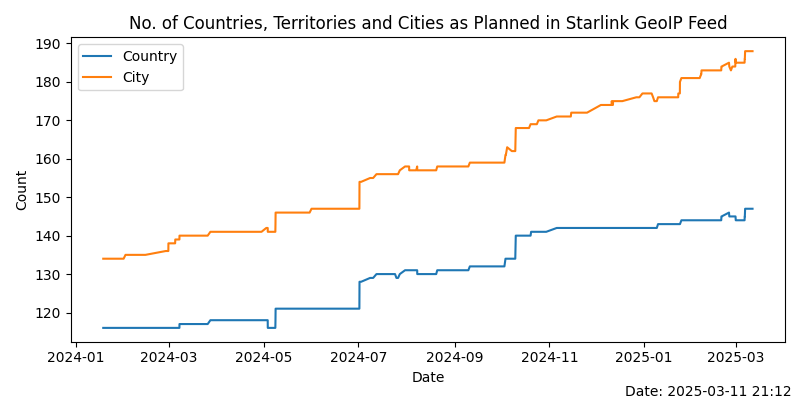 No. of Countries, Territories and Cities as Planned in Starlink GeoIP Feed
Country
City
190
180
170
160
150
140
130
120
Count
2024-01 2024-03 2024-05 2024-07 2024-09 2024-11 2025-01 2025-03
Date
Date: 2025-03-11 21:12